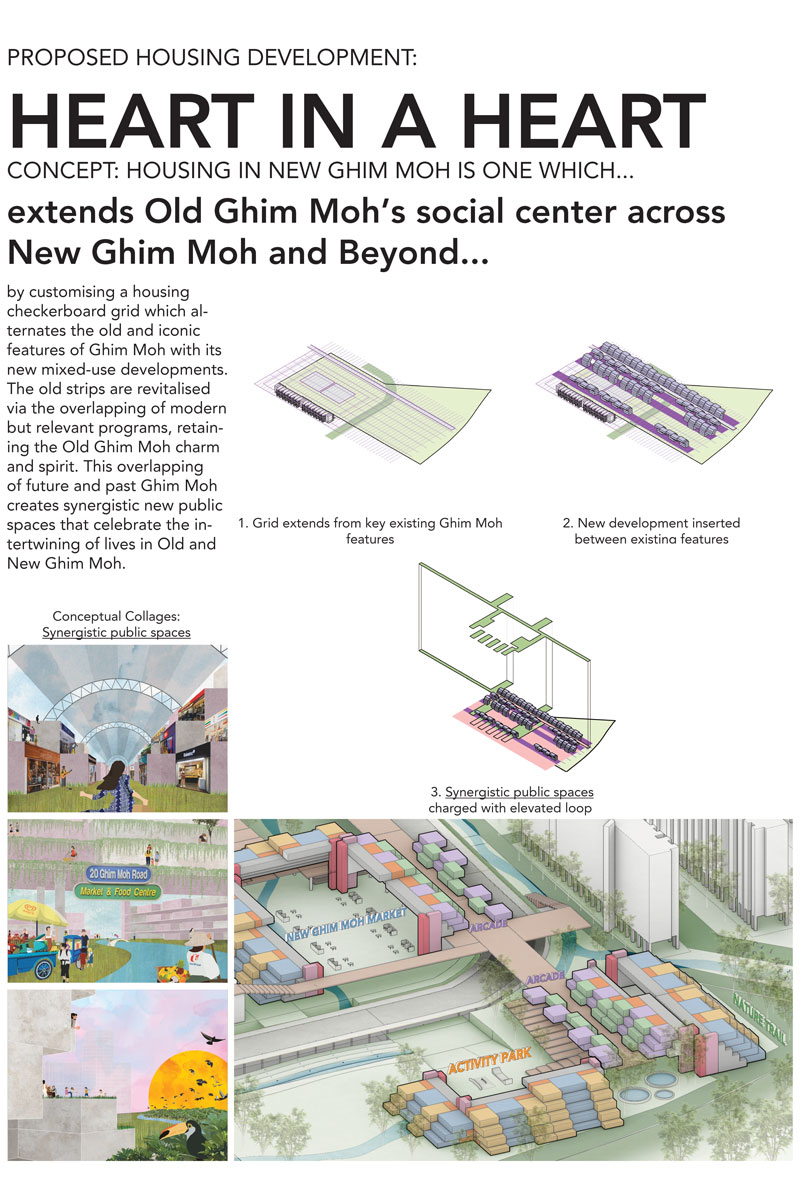 PROPOSED HOUSING DEVELOPMENT:
HEART IN A HEART
CONCEPT: HOUSING IN NEW GHIM MOH IS ONE WHICH...
extends Old Ghim Moh's social center across
New Ghim Moh and Beyond...
by customising a housing
checkerboard grid which al-
ternates the old and iconic
features of Ghim Moh with its
new mixed-use developments.
The old strips are revitalised
via the overlapping of modern
but relevant programs, retain-
ing the Old Ghim Moh charm
and spirit. This overlapping
of future and past Ghim Moh
creates synergistic new public
spaces that celebrate the in-
tertwining of lives in Old and
New Ghim Moh.
1. Grid extends from key existing Ghim Moh
features
2. New development inserted
between existing features
Conceptual Collages:
Synergistic public spaces
3. Synergistic public spaces
charged with elevated loop
20 Ghim Moh Road
Market & Food Centre
NEW GHIM MOH MARKET
ARCADE
ARCADE
NATURE TRAIL
ACTIVITY PARK